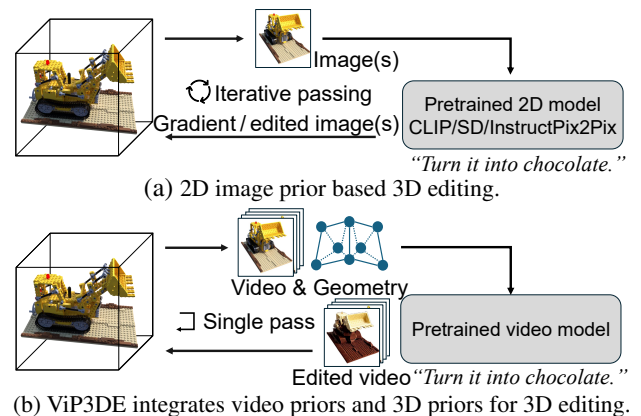 Image(s)
Iterative passing
Gradient / edited image(s)
Pretrained 2D model
CLIP/SD/InstructPix2Pix
“Turn it into chocolate.”
(a) 2D image prior based 3D editing.
Video & Geometry
Single pass
Pretrained video model
Edited video
“Turn it into chocolate.”
(b) ViP3DE integrates video priors and 3D priors for 3D editing.